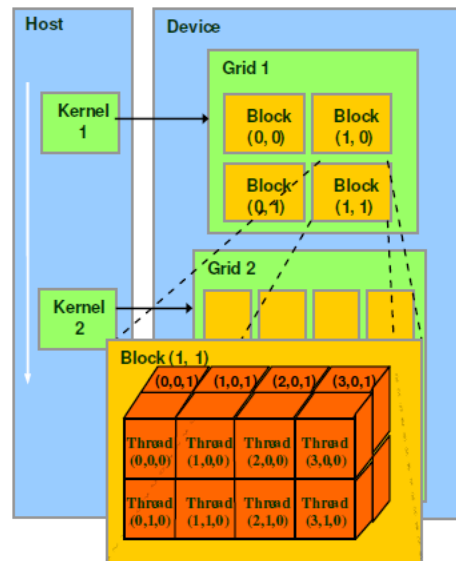 Host
Device
Grid 1
Kernel
1
Block
(0, 0)
Block
(1, 0)
Block
(0, 1)
Block
(1, 1)
Grid 2
Kernel
2
Block (1, 1)
(0,0,1) (1,0,1) (2,0,1) (3,0,1)
Thread Thread Thread Thread
(0,0,0) (1,0,0) (2,0,0) (3,0,0)
Thread Thread Thread Thread
(0,1,0) (1,1,0) (2,1,0) (3,1,0)